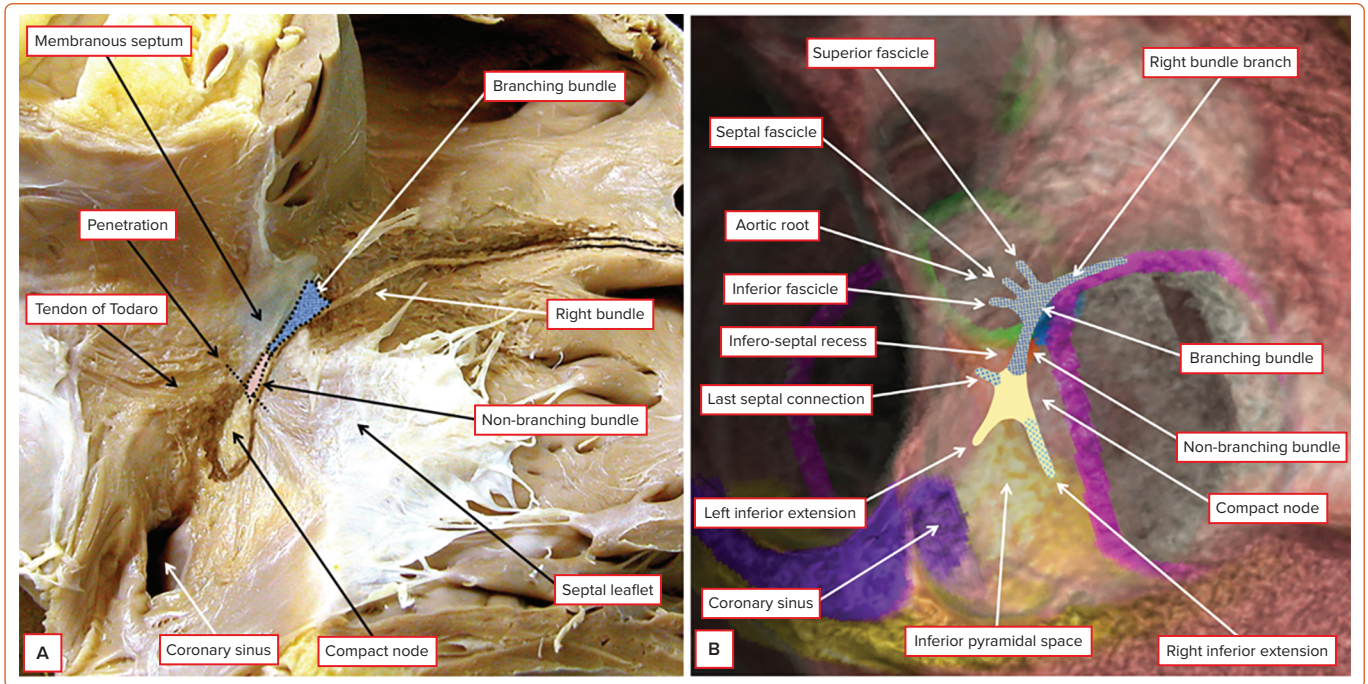 Membranous septum
Branching bundle
Penetration
Tendon of Todaro
Right bundle
Non-branching bundle
Septal leaflet
A
Coronary sinus
Compact node
Superior fascicle
Right bundle branch
Septal fascicle
Aortic root
Inferior fascicle
Infero-septal recess
Branching bundle
Last septal connection
Non-branching bundle
Left inferior extension
Compact node
Coronary sinus
Inferior pyramidal space
Right inferior extension
B